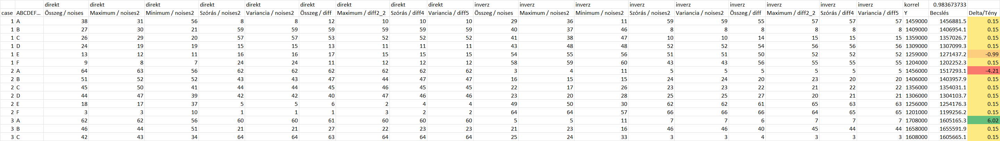 direkt direkt direkt direkt direkt direkt direkt direkt direkt inverz inverz inverz inverz inverz inverz inverz inverz inverz korrel 0.983673733
case ABCDEF... Összeg / noises Maximum / noises2 Minimum / noises2 Szórás / noises2 Variancia / noises2 Összeg / diff Maximum / diff2_2 Szórás / diff4 Variancia / diff5 Összeg / noises Maximum / noises2 Minimum / noises2 Szórás / noises2 Variancia / noises2 Összeg / diff Maximum / diff2_2 Szórás / diff4 Variancia / diff5 Y Becslés Delta/Tény
1 A 38 31 56 8 8 12 10 10 10 29 36 11 59 59 55 57 57 57 1459000 1456881.5 0.15
1 B 27 30 21 59 59 59 59 59 59 40 37 46 8 8 8 8 8 8 1409000 1406954.1 0.15
1 C 26 29 20 57 57 53 52 52 52 41 38 47 10 10 14 15 15 15 1359000 1357026.7 0.15
1 D 24 19 19 15 15 13 11 11 11 43 48 48 52 52 54 56 56 56 1309000 1307099.3 0.15
1 E 13 12 11 16 16 17 15 15 15 54 55 56 51 51 50 52 52 52 1259000 1271437.2 -0.99
1 F 9 8 7 24 24 11 12 12 12 58 59 60 43 43 56 55 55 55 1204000 1202252.3 0.15
2 A 64 63 56 62 62 62 62 62 62 3 4 11 5 5 5 5 5 5 1456000 1517293.1 -4.21
2 B 51 52 52 43 43 47 44 47 47 16 15 15 24 24 20 23 20 20 1406000 1403957.9 0.15
2 C 45 50 41 44 44 45 46 45 45 22 17 26 23 23 22 21 22 22 1356000 1354031.1 0.15
2 D 44 47 39 42 42 40 47 46 46 23 20 28 25 25 27 20 21 21 1306000 1304103.7 0.15
2 E 18 17 37 5 5 6 2 4 4 49 50 30 62 62 61 65 63 63 1256000 1254176.3 0.15
2 F 3 3 10 1 1 1 3 2 2 64 64 57 66 66 66 64 65 65 1201000 1199256.2 0.15
3 A 62 62 56 60 60 61 60 60 60 5 5 11 7 7 6 7 7 7 1708000 1605165.3 6.02
3 B 46 44 51 21 21 27 22 23 23 21 23 16 46 46 40 45 44 44 1658000 1655591.9 0.15
3 C 42 43 34 64 64 63 64 64 64 25 24 33 3 3 4 3 3 3 1608000 1605665.1 0.15